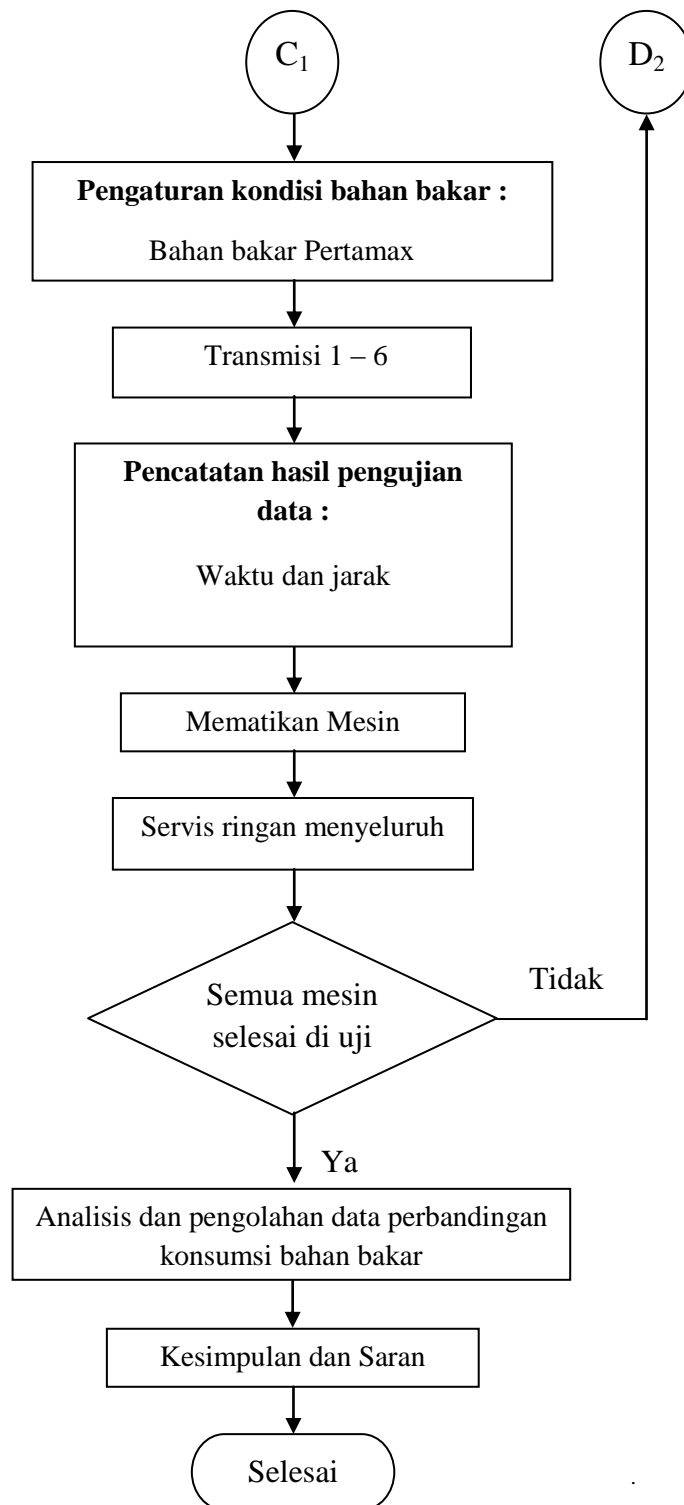 C₁
D₂
Pengaturan kondisi bahan bakar :
Bahan bakar Pertamax
Transmisi 1 – 6
Pencatatan hasil pengujian
data :
Waktu dan jarak
Mematikan Mesin
Servis ringan menyeluruh
Semua mesin
selesai di uji
Tidak
Ya
Analisis dan pengolahan data perbandingan
konsumsi bahan bakar
Kesimpulan dan Saran
Selesai
.